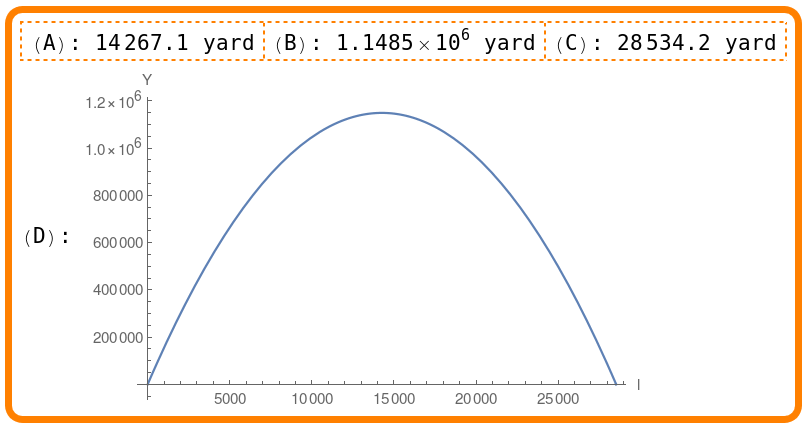 (A): 14267.1 yard (B): 1.1485×10⁶ yard (C): 28534.2 yard
Y
1.2×10⁶
1.0×10⁶
800000
(D): 600000
400000
200000
5000 10000 15000 20000 25000 I